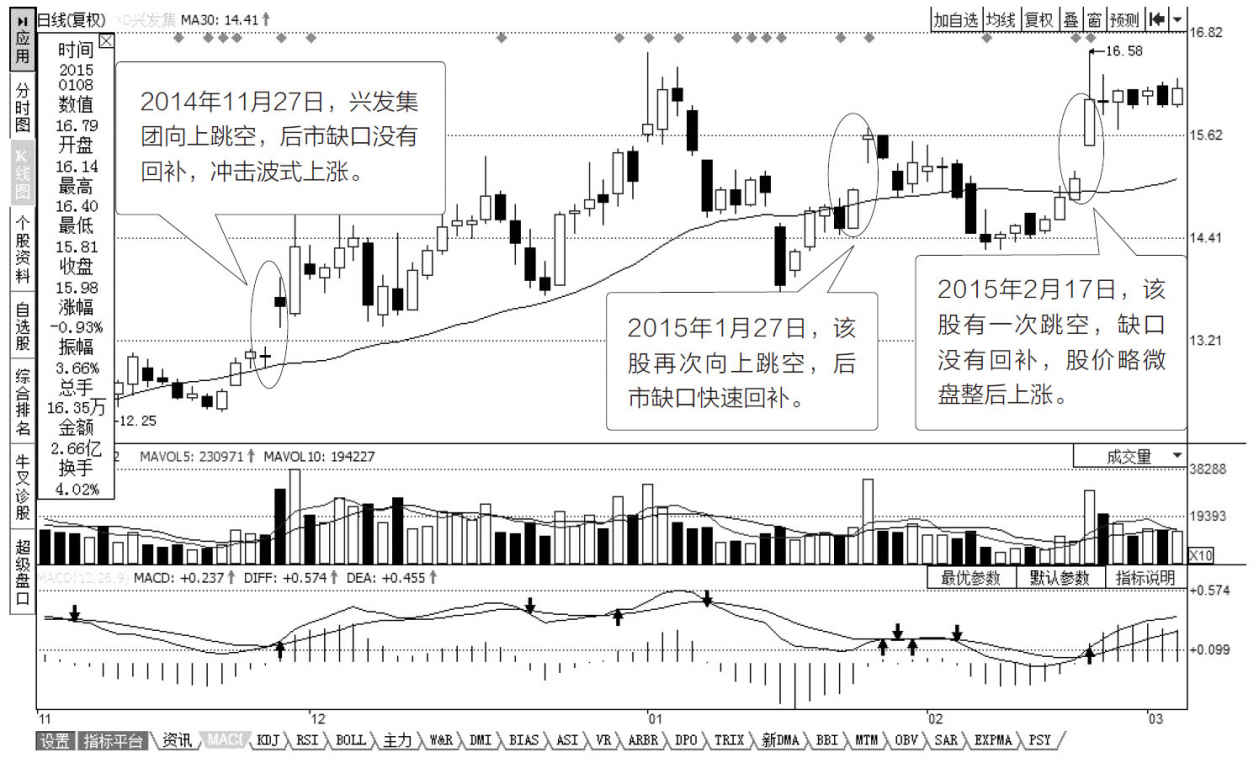 日线(复权) XD兴发集 MA30: 14.41↑
加自选 均线 复权 叠 窗 预测
应用
分时图
K线图
个股资料
自选股
综合排名
牛叉诊股
超级盘口
时间
2015
0108
数值
16.79
开盘
16.14
最高
16.40
最低
15.81
收盘
15.98
涨幅
-0.93%
振幅
3.66%
总手
16.35万
金额
2.66亿
换手
4.02%
2014年11月27日，兴发集
团向上跳空，后市缺口没有
回补，冲击波式上涨。
2015年1月27日，该
股再次向上跳空，后
市缺口快速回补。
2015年2月17日，该
股有一次跳空，缺口
没有回补，股价略微
盘整后上涨。
16.58
12.25
16.82
15.62
14.41
13.21
2 MAVOL5: 230971↑ MAVOL10: 194227
成交量
38288
19393
X10
MACD(12,26,9) MACD: +0.237↑ DIFF: +0.574↑ DEA: +0.455↑
最优参数 默认参数 指标说明
+0.574
+0.099
11 12 01 02 03
设置 指标平台 资讯 MACD KDJ RSI BOLL 主力 W&R DMI BIAS ASI VR ARBR DPO TRIX 新DMA BBI MTM OBV SAR EXPMA PSY